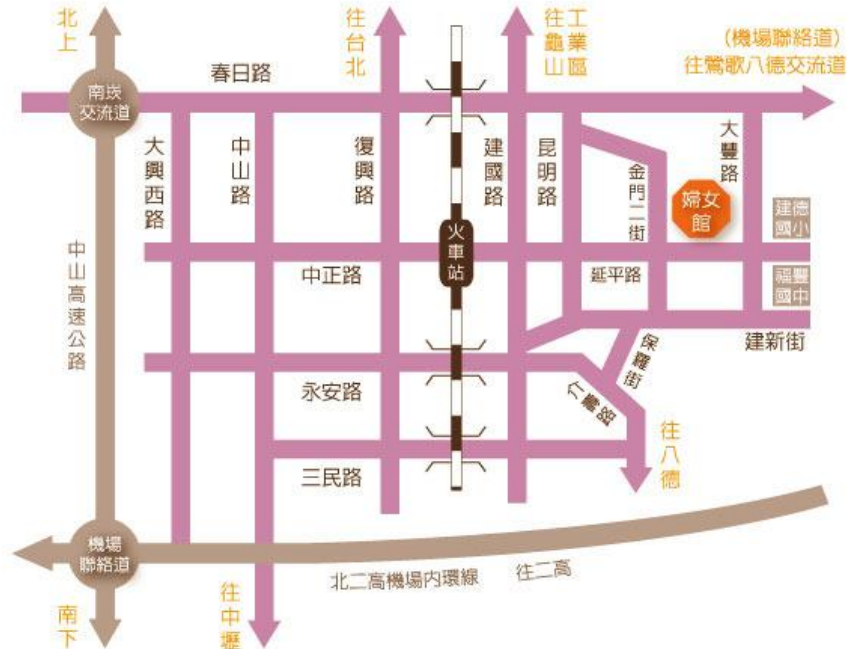 北上
往台北
往龜山
工業區
(機場聯絡道)
往鶯歌八德交流道
春日路
南崁
交流道
大興西路
中山路
復興路
建國路
昆明路
金門二街
大豐路
婦女
館
建德
國小
火車站
中山高速公路
中正路
延平路
福豐
國中
建新街
保羅街
永安路
介壽路
往八德
三民路
機場
聯絡道
北二高機場内環線
往二高
南下
往中壢